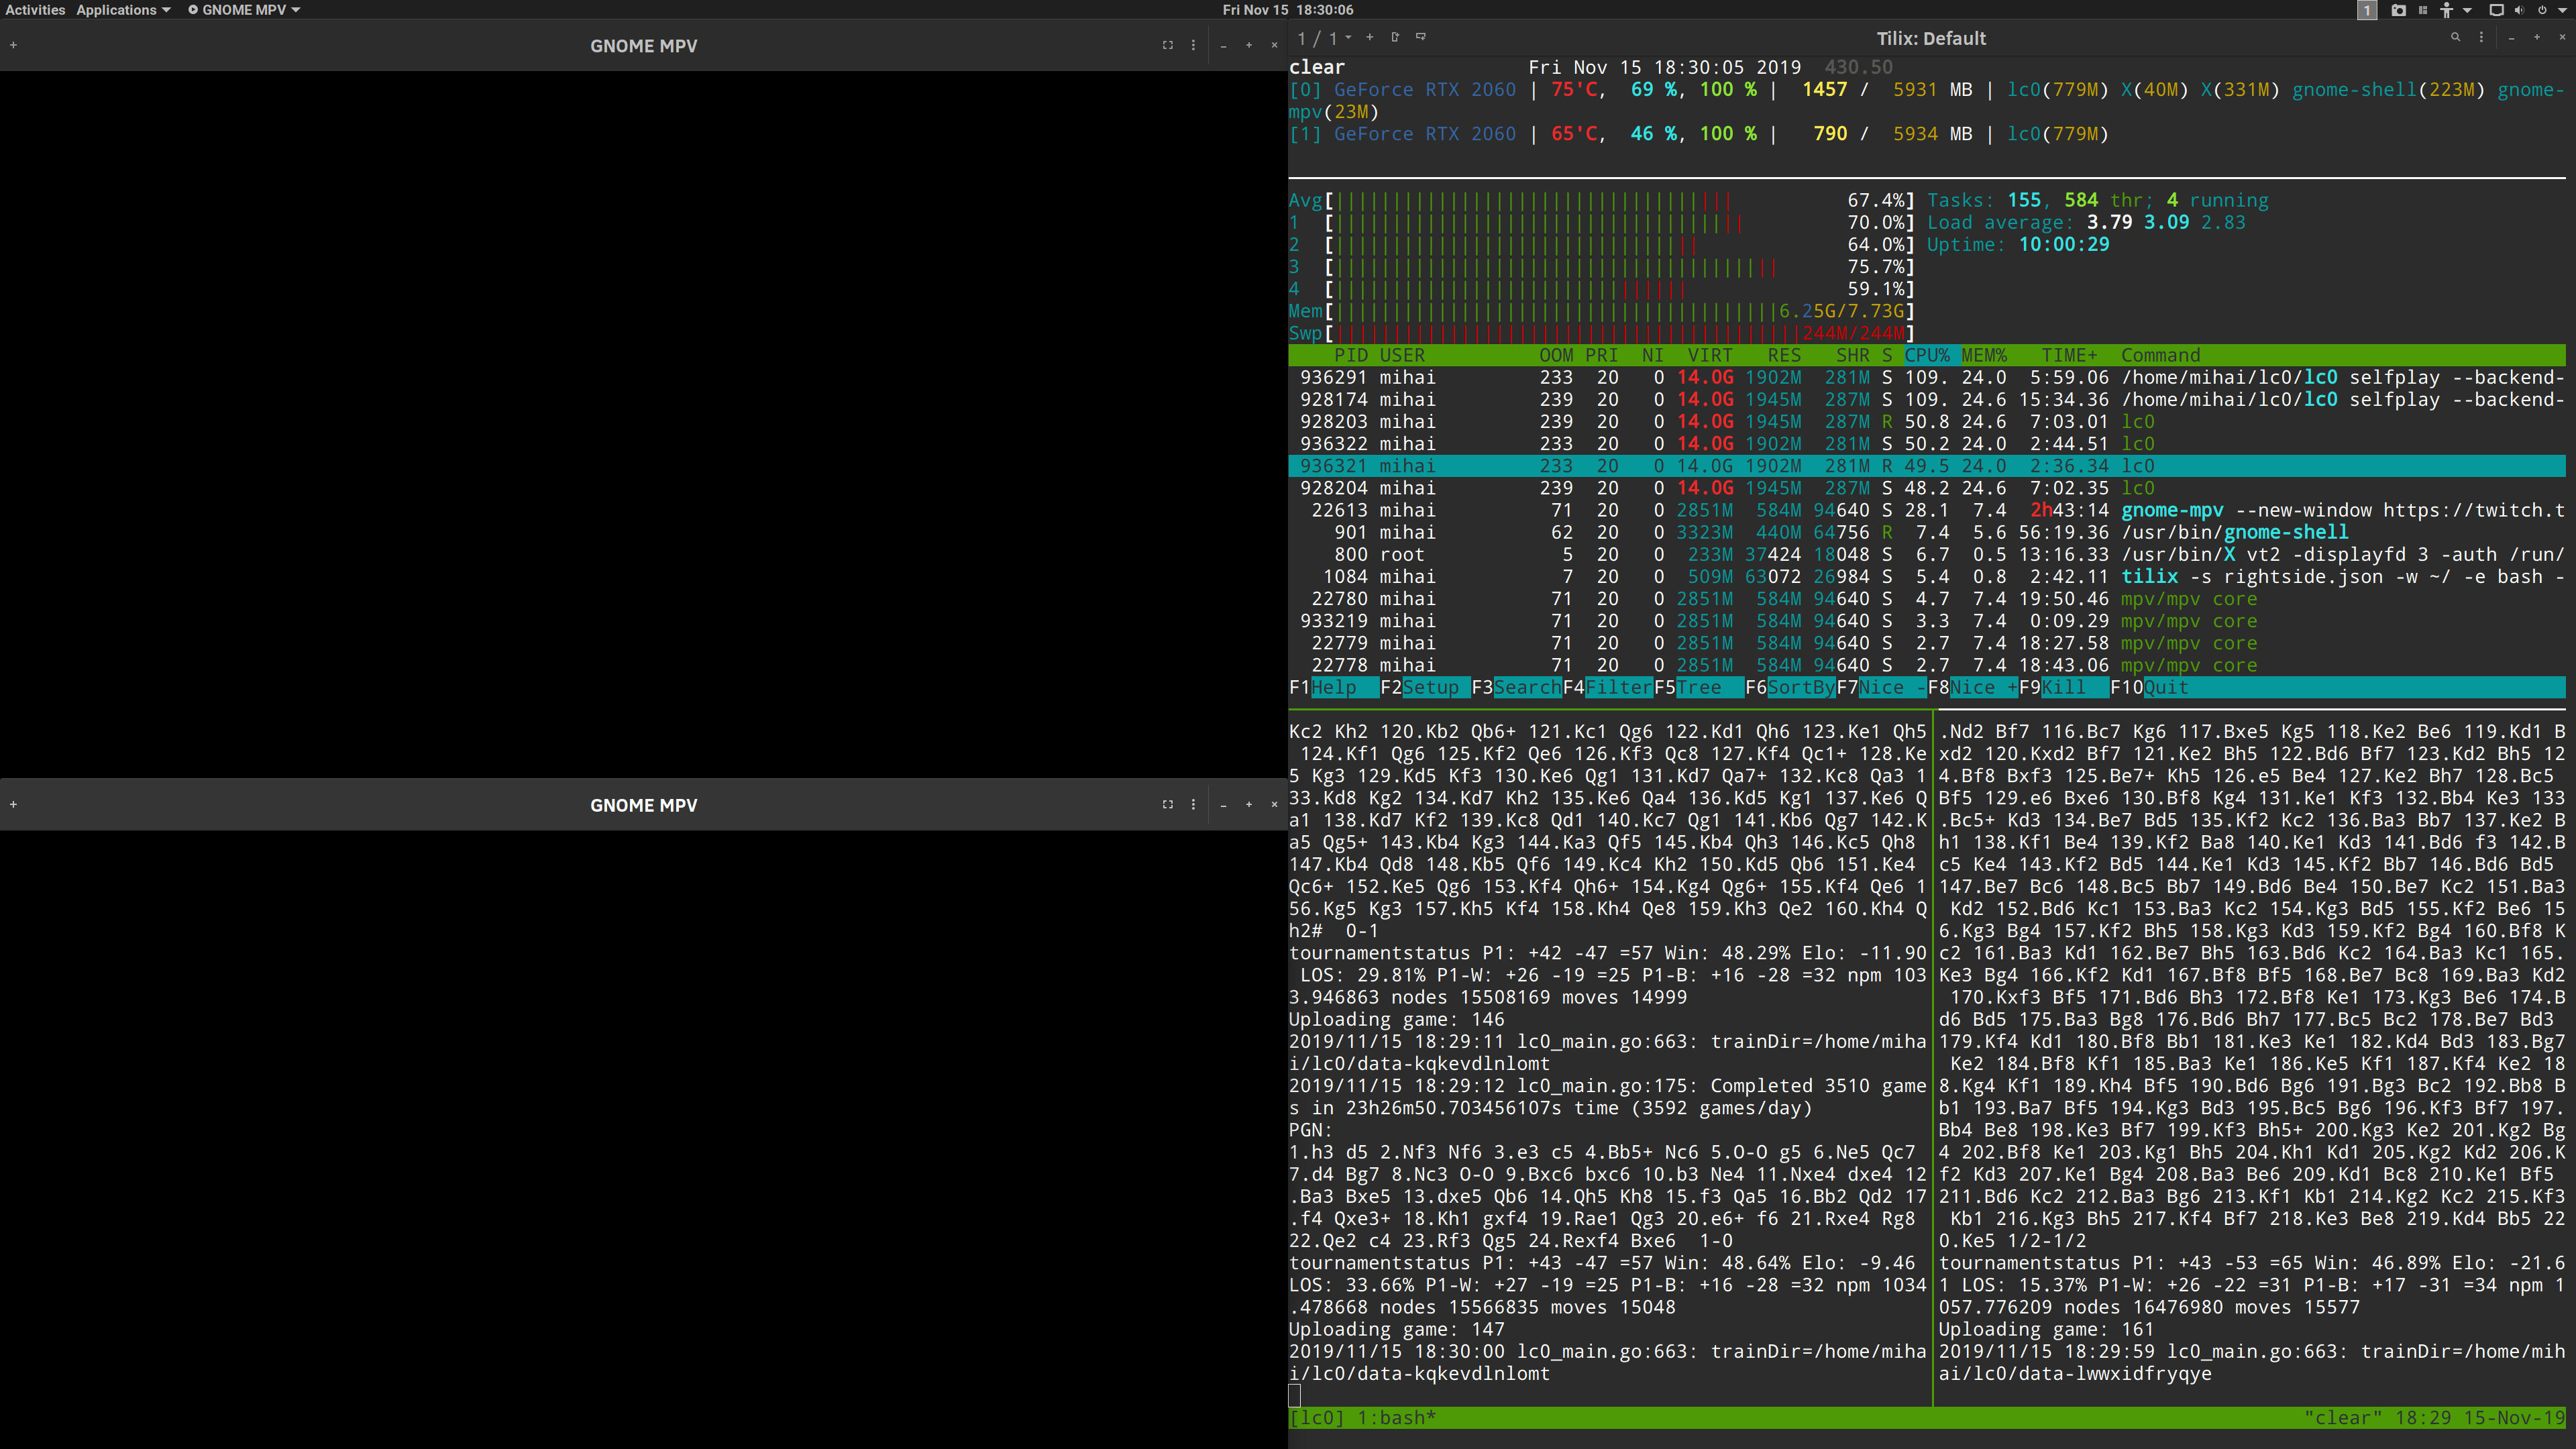 Activities Applications GNOME MPV Fri Nov 15 18:30:06 1
GNOME MPV
GNOME MPV
1 / 1 Tilix: Default
clear Fri Nov 15 18:30:05 2019 430.50
[0] GeForce RTX 2060 | 75'C, 69 %, 100 % | 1457 / 5931 MB | lc0(779M) X(40M) X(331M) gnome-shell(223M) gnome-
mpv(23M)
[1] GeForce RTX 2060 | 65'C, 46 %, 100 % | 790 / 5934 MB | lc0(779M)
Avg[ 67.4%] Tasks: 155, 584 thr; 4 running
1 [ 70.0%] Load average: 3.79 3.09 2.83
2 [ 64.0%] Uptime: 10:00:29
3 [ 75.7%]
4 [ 59.1%]
Mem[ 6.25G/7.73G]
Swp[ 244M/244M]
PID USER OOM PRI NI VIRT RES SHR S CPU% MEM% TIME+ Command
936291 mihai 233 20 0 14.0G 1902M 281M S 109. 24.0 5:59.06 /home/mihai/lc0/lc0 selfplay --backend-
928174 mihai 239 20 0 14.0G 1945M 287M S 109. 24.6 15:34.36 /home/mihai/lc0/lc0 selfplay --backend-
928203 mihai 239 20 0 14.0G 1945M 287M R 50.8 24.6 7:03.01 lc0
936322 mihai 233 20 0 14.0G 1902M 281M S 50.2 24.0 2:44.51 lc0
936321 mihai 233 20 0 14.0G 1902M 281M R 49.5 24.0 2:36.34 lc0
928204 mihai 239 20 0 14.0G 1945M 287M S 48.2 24.6 7:02.35 lc0
22613 mihai 71 20 0 2851M 584M 94640 S 28.1 7.4 2h43:14 gnome-mpv --new-window https://twitch.t
901 mihai 62 20 0 3323M 440M 64756 R 7.4 5.6 56:19.36 /usr/bin/gnome-shell
800 root 5 20 0 233M 37424 18048 S 6.7 0.5 13:16.33 /usr/bin/X vt2 -displayfd 3 -auth /run/
1084 mihai 7 20 0 509M 63072 26984 S 5.4 0.8 2:42.11 tilix -s rightside.json -w ~/ -e bash -
22780 mihai 71 20 0 2851M 584M 94640 S 4.7 7.4 19:50.46 mpv/mpv core
933219 mihai 71 20 0 2851M 584M 94640 S 3.3 7.4 0:09.29 mpv/mpv core
22779 mihai 71 20 0 2851M 584M 94640 S 2.7 7.4 18:27.58 mpv/mpv core
22778 mihai 71 20 0 2851M 584M 94640 S 2.7 7.4 18:43.06 mpv/mpv core
F1Help F2Setup F3SearchF4FilterF5Tree F6SortByF7Nice -F8Nice +F9Kill F10Quit
Kc2 Kh2 120.Kb2 Qb6+ 121.Kc1 Qg6 122.Kd1 Qh6 123.Ke1 Qh5
124.Kf1 Qg6 125.Kf2 Qe6 126.Kf3 Qc8 127.Kf4 Qc1+ 128.Ke
5 Kg3 129.Kd5 Kf3 130.Ke6 Qg1 131.Kd7 Qa7+ 132.Kc8 Qa3 1
33.Kd8 Kg2 134.Kd7 Kh2 135.Ke6 Qa4 136.Kd5 Kg1 137.Ke6 Q
a1 138.Kd7 Kf2 139.Kc8 Qd1 140.Kc7 Qg1 141.Kb6 Qg7 142.K
a5 Qg5+ 143.Kb4 Kg3 144.Ka3 Qf5 145.Kb4 Qh3 146.Kc5 Qh8
147.Kb4 Qd8 148.Kb5 Qf6 149.Kc4 Kh2 150.Kd5 Qb6 151.Ke4
Qc6+ 152.Ke5 Qg6 153.Kf4 Qh6+ 154.Kg4 Qg6+ 155.Kf4 Qe6 1
56.Kg5 Kg3 157.Kh5 Kf4 158.Kh4 Qe8 159.Kh3 Qe2 160.Kh4 Q
h2# 0-1
tournamentstatus P1: +42 -47 =57 Win: 48.29% Elo: -11.90
LOS: 29.81% P1-W: +26 -19 =25 P1-B: +16 -28 =32 npm 103
3.946863 nodes 15508169 moves 14999
Uploading game: 146
2019/11/15 18:29:11 lc0_main.go:663: trainDir=/home/miha
i/lc0/data-kqkevdlnlomt
2019/11/15 18:29:12 lc0_main.go:175: Completed 3510 game
s in 23h26m50.703456107s time (3592 games/day)
PGN:
1.h3 d5 2.Nf3 Nf6 3.e3 c5 4.Bb5+ Nc6 5.O-O g5 6.Ne5 Qc7
7.d4 Bg7 8.Nc3 O-O 9.Bxc6 bxc6 10.b3 Ne4 11.Nxe4 dxe4 12
.Ba3 Bxe5 13.dxe5 Qb6 14.Qh5 Kh8 15.f3 Qa5 16.Bb2 Qd2 17
.f4 Qxe3+ 18.Kh1 gxf4 19.Rae1 Qg3 20.e6+ f6 21.Rxe4 Rg8
22.Qe2 c4 23.Rf3 Qg5 24.Rexf4 Bxe6 1-0
tournamentstatus P1: +43 -47 =57 Win: 48.64% Elo: -9.46
LOS: 33.66% P1-W: +27 -19 =25 P1-B: +16 -28 =32 npm 1034
.478668 nodes 15566835 moves 15048
Uploading game: 147
2019/11/15 18:30:00 lc0_main.go:663: trainDir=/home/miha
i/lc0/data-kqkevdlnlomt
.Nd2 Bf7 116.Bc7 Kg6 117.Bxe5 Kg5 118.Ke2 Be6 119.Kd1 B
xd2 120.Kxd2 Bf7 121.Ke2 Bh5 122.Bd6 Bf7 123.Kd2 Bh5 12
4.Bf8 Bxf3 125.Be7+ Kh5 126.e5 Be4 127.Ke2 Bh7 128.Bc5
Bf5 129.e6 Bxe6 130.Bf8 Kg4 131.Ke1 Kf3 132.Bb4 Ke3 133
.Bc5+ Kd3 134.Be7 Bd5 135.Kf2 Kc2 136.Ba3 Bb7 137.Ke2 B
h1 138.Kf1 Be4 139.Kf2 Ba8 140.Ke1 Kd3 141.Bd6 f3 142.B
c5 Ke4 143.Kf2 Bd5 144.Ke1 Kd3 145.Kf2 Bb7 146.Bd6 Bd5
147.Be7 Bc6 148.Bc5 Bb7 149.Bd6 Be4 150.Be7 Kc2 151.Ba3
Kd2 152.Bd6 Kc1 153.Ba3 Kc2 154.Kg3 Bd5 155.Kf2 Be6 15
6.Kg3 Bg4 157.Kf2 Bh5 158.Kg3 Kd3 159.Kf2 Bg4 160.Bf8 K
c2 161.Ba3 Kd1 162.Be7 Bh5 163.Bd6 Kc2 164.Ba3 Kc1 165.
Ke3 Bg4 166.Kf2 Kd1 167.Bf8 Bf5 168.Be7 Bc8 169.Ba3 Kd2
170.Kxf3 Bf5 171.Bd6 Bh3 172.Bf8 Ke1 173.Kg3 Be6 174.B
d6 Bd5 175.Ba3 Bg8 176.Bd6 Bh7 177.Bc5 Bc2 178.Be7 Bd3
179.Kf4 Kd1 180.Bf8 Bb1 181.Ke3 Ke1 182.Kd4 Bd3 183.Bg7
Ke2 184.Bf8 Kf1 185.Ba3 Ke1 186.Ke5 Kf1 187.Kf4 Ke2 18
8.Kg4 Kf1 189.Kh4 Bf5 190.Bd6 Bg6 191.Bg3 Bc2 192.Bb8 B
b1 193.Ba7 Bf5 194.Kg3 Bd3 195.Bc5 Bg6 196.Kf3 Bf7 197.
Bb4 Be8 198.Ke3 Bf7 199.Kf3 Bh5+ 200.Kg3 Ke2 201.Kg2 Bg
4 202.Bf8 Ke1 203.Kg1 Bh5 204.Kh1 Kd1 205.Kg2 Kd2 206.K
f2 Kd3 207.Ke1 Bg4 208.Ba3 Be6 209.Kd1 Bc8 210.Ke1 Bf5
211.Bd6 Kc2 212.Ba3 Bg6 213.Kf1 Kb1 214.Kg2 Kc2 215.Kf3
Kb1 216.Kg3 Bh5 217.Kf4 Bf7 218.Ke3 Be8 219.Kd4 Bb5 22
0.Ke5 1/2-1/2
tournamentstatus P1: +43 -53 =65 Win: 46.89% Elo: -21.6
1 LOS: 15.37% P1-W: +26 -22 =31 P1-B: +17 -31 =34 npm 1
057.776209 nodes 16476980 moves 15577
Uploading game: 161
2019/11/15 18:29:59 lc0_main.go:663: trainDir=/home/mih
ai/lc0/data-lwwxidfryqye
[lc0] 1:bash* "clear" 18:29 15-Nov-19